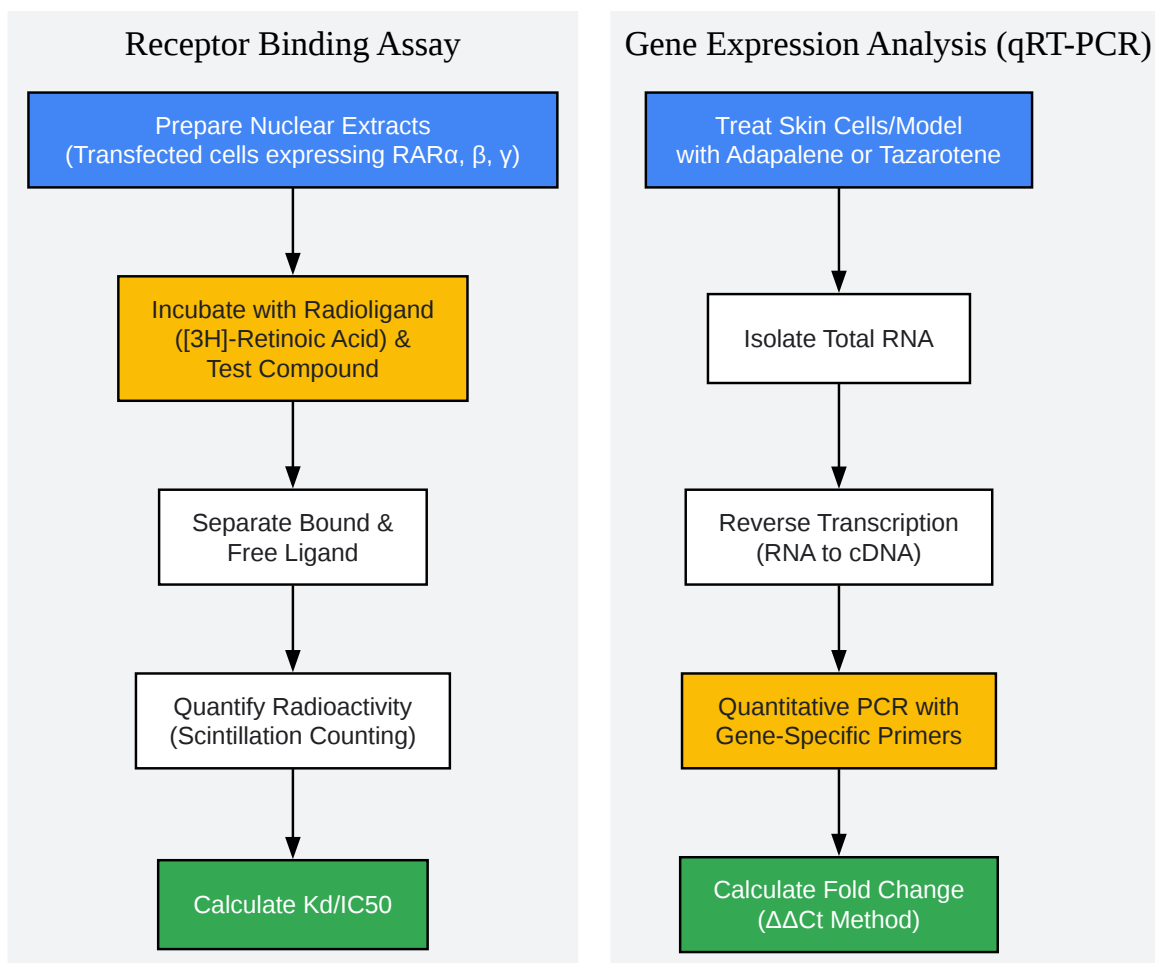 Receptor Binding Assay
Prepare Nuclear Extracts
(Transfected cells expressing RARα, β, γ)
Incubate with Radioligand
([3H]-Retinoic Acid) &
Test Compound
Separate Bound &
Free Ligand
Quantify Radioactivity
(Scintillation Counting)
Calculate Kd/IC50
Gene Expression Analysis (qRT-PCR)
Treat Skin Cells/Model
with Adapalene or Tazarotene
Isolate Total RNA
Reverse Transcription
(RNA to cDNA)
Quantitative PCR with
Gene-Specific Primers
Calculate Fold Change
(ΔΔCt Method)